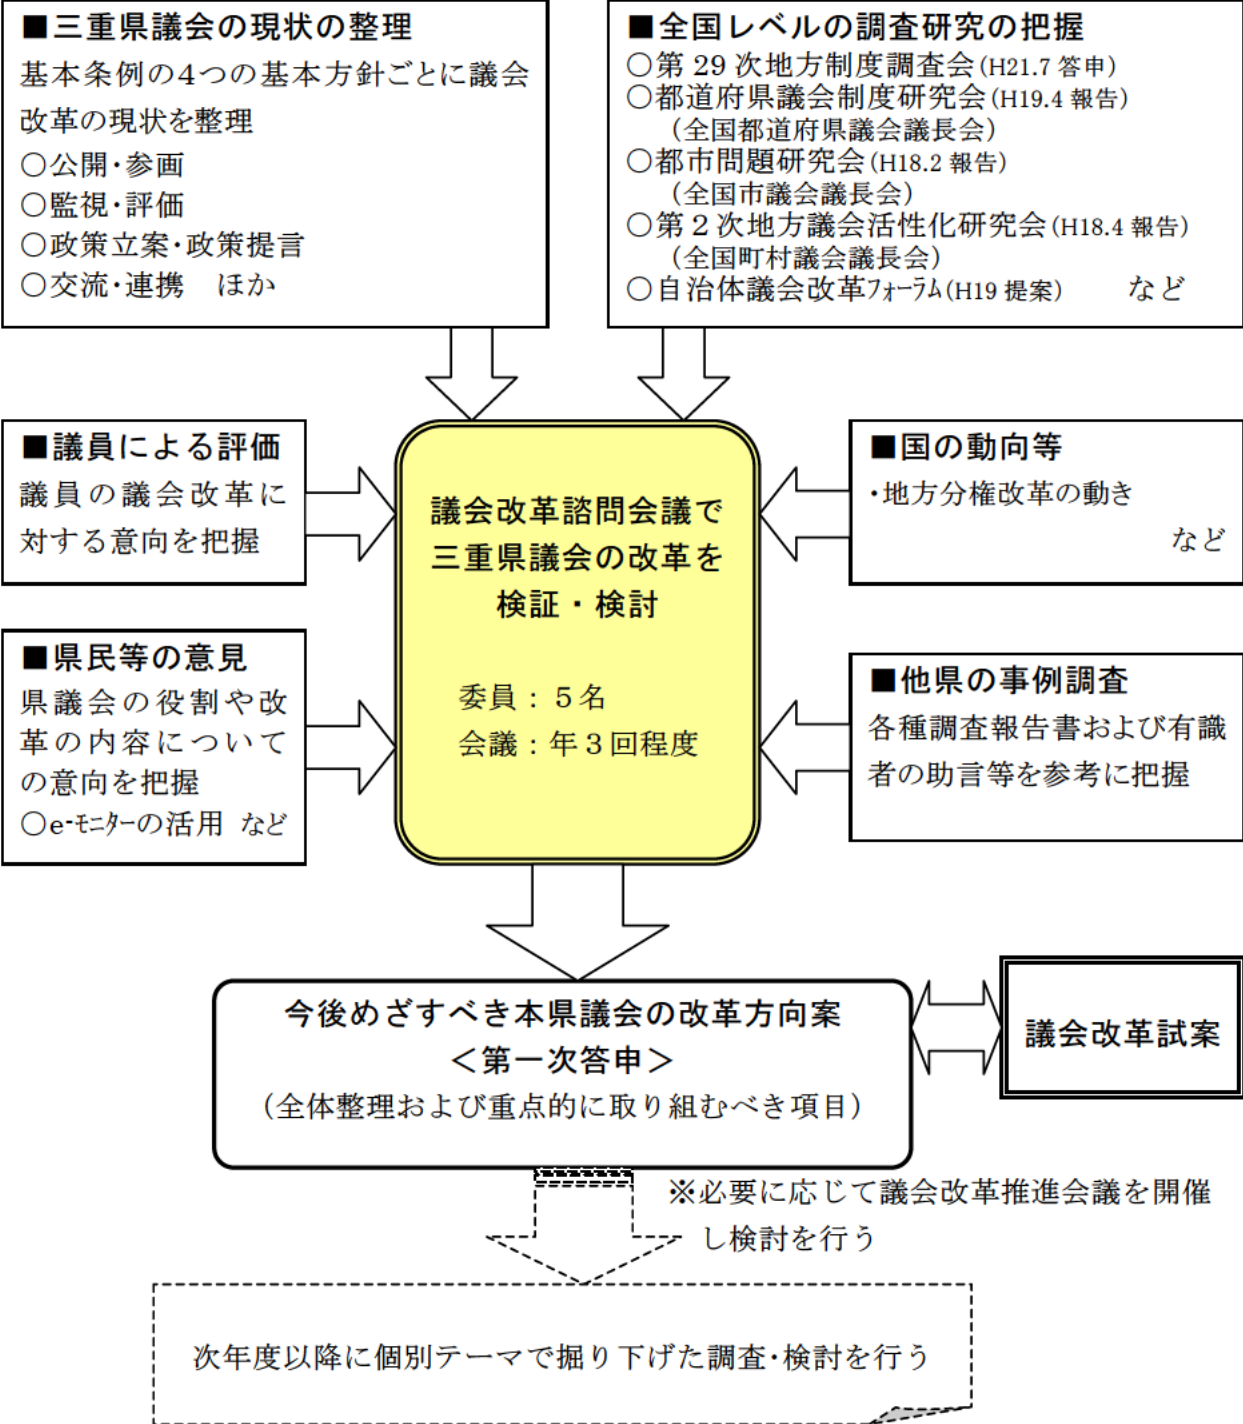 ■三重県議会の現状の整理
基本条例の4つの基本方針ごとに議会
改革の現状を整理
○公開・参画
○監視・評価
○政策立案・政策提言
○交流・連携　ほか
■全国レベルの調査研究の把握
○第 29 次地方制度調査会(H21.7 答申)
○都道府県議会制度研究会(H19.4 報告)
（全国都道府県議会議長会）
○都市問題研究会(H18.2 報告)
（全国市議会議長会）
○第２次地方議会活性化研究会(H18.4 報告)
（全国町村議会議長会）
○自治体議会改革ﾌｫｰﾗﾑ(H19 提案)　　など
■議員による評価
議員の議会改革に
対する意向を把握
■県民等の意見
県議会の役割や改
革の内容について
の意向を把握
○e-ﾓﾆﾀｰの活用 など
議会改革諮問会議で
三重県議会の改革を
検証・検討
委員：５名
会議：年３回程度
■国の動向等
・地方分権改革の動き
など
■他県の事例調査
各種調査報告書および有識
者の助言等を参考に把握
今後めざすべき本県議会の改革方向案
＜第一次答申＞
（全体整理および重点的に取り組むべき項目）
議会改革試案
※必要に応じて議会改革推進会議を開催
し検討を行う
次年度以降に個別テーマで掘り下げた調査・検討を行う